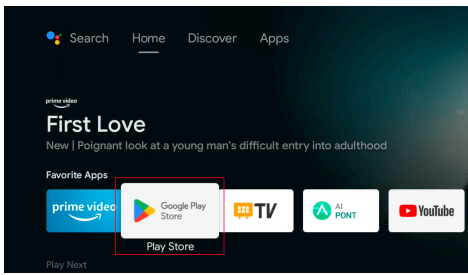 Search Home Discover Apps
prime video
First Love
New | Poignant look at a young man's difficult entry into adulthood
Favorite Apps
prime video
Google Play
Store
TV
AI
PONT
YouTube
Play Store
Play Next